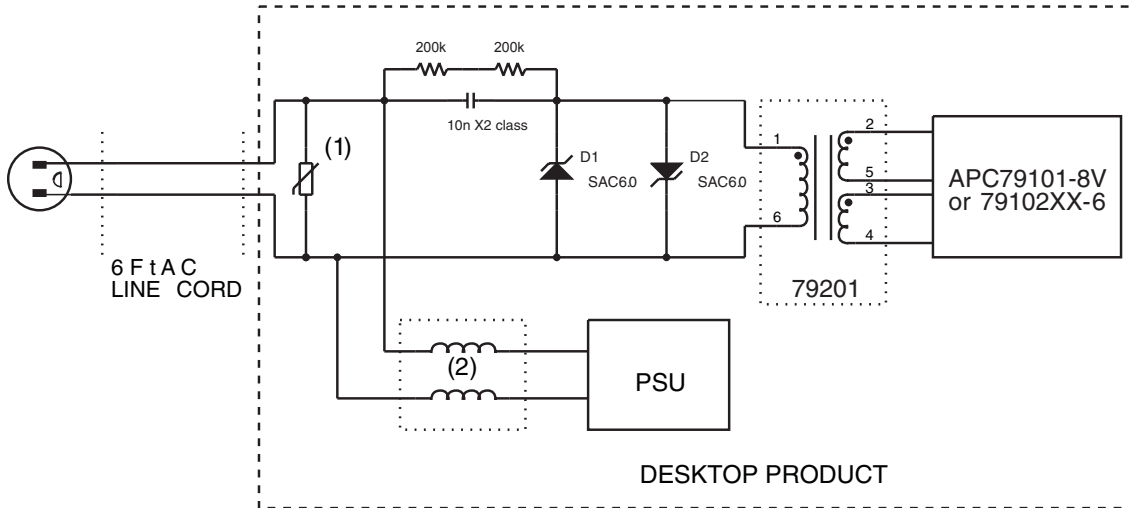 200k 200k
10n X2 class
(1)
D1
SAC6.0
D2
SAC6.0
1
6
2
5
3
4
79201
APC79101-8V
or 79102XX-6
6 F t A C
LINE CORD
(2)
PSU
DESKTOP PRODUCT